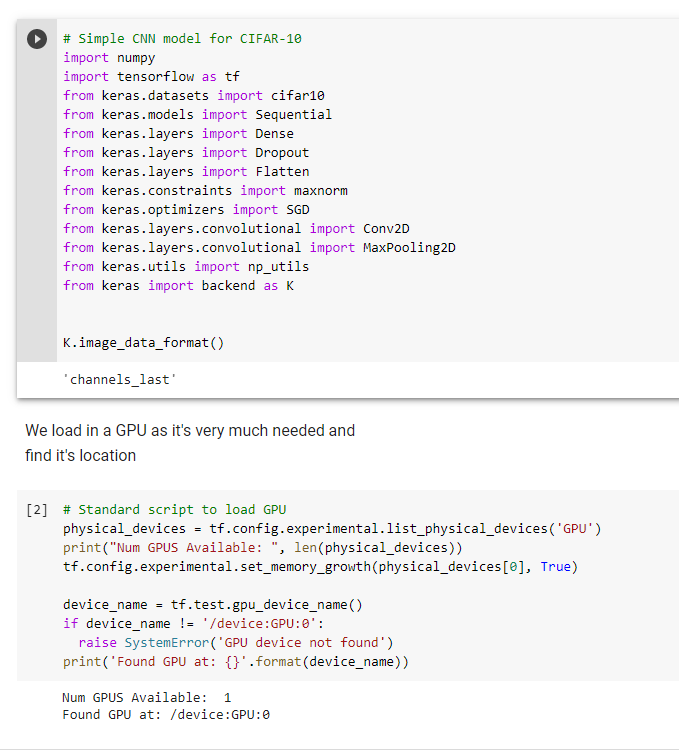 # Simple CNN model for CIFAR-10
import numpy
import tensorflow as tf
from keras.datasets import cifar10
from keras.models import Sequential
from keras.layers import Dense
from keras.layers import Dropout
from keras.layers import Flatten
from keras.constraints import maxnorm
from keras.optimizers import SGD
from keras.layers.convolutional import Conv2D
from keras.layers.convolutional import MaxPooling2D
from keras.utils import np_utils
from keras import backend as K
K.image_data_format()
'channels_last'
We load in a GPU as it's very much needed and
find it's location
[2] # Standard script to load GPU
physical_devices = tf.config.experimental.list_physical_devices('GPU')
print("Num GPUS Available: ", len(physical_devices))
tf.config.experimental.set_memory_growth(physical_devices[0], True)
device_name = tf.test.gpu_device_name()
if device_name != '/device:GPU:0':
  raise SystemError('GPU device not found')
print('Found GPU at: {}'.format(device_name))
Num GPUS Available:  1
Found GPU at: /device:GPU:0